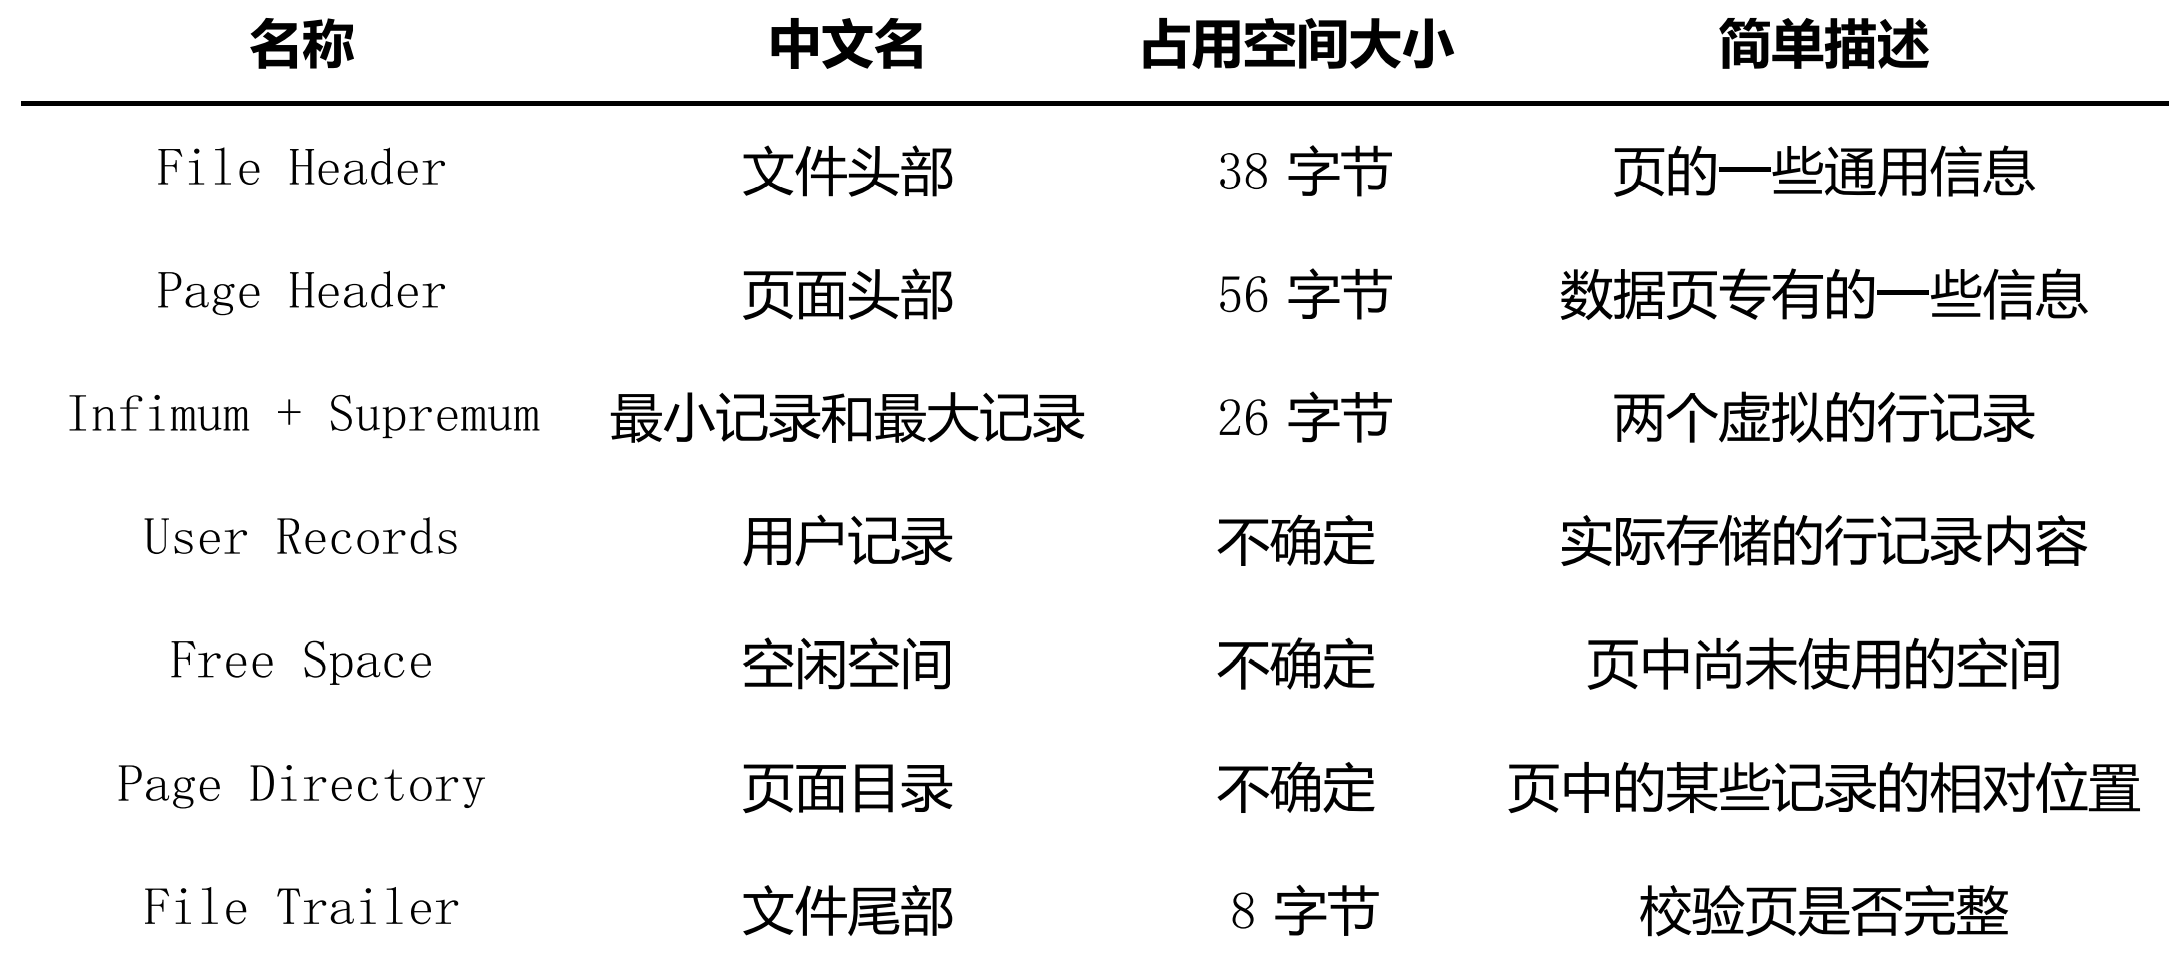 名称 中文名 占用空间大小 简单描述
File Header 文件头部 38 字节 页的一些通用信息
Page Header 页面头部 56 字节 数据页专有的一些信息
Infimum + Supremum 最小记录和最大记录 26 字节 两个虚拟的行记录
User Records 用户记录 不确定 实际存储的行记录内容
Free Space 空闲空间 不确定 页中尚未使用的空间
Page Directory 页面目录 不确定 页中的某些记录的相对位置
File Trailer 文件尾部 8 字节 校验页是否完整